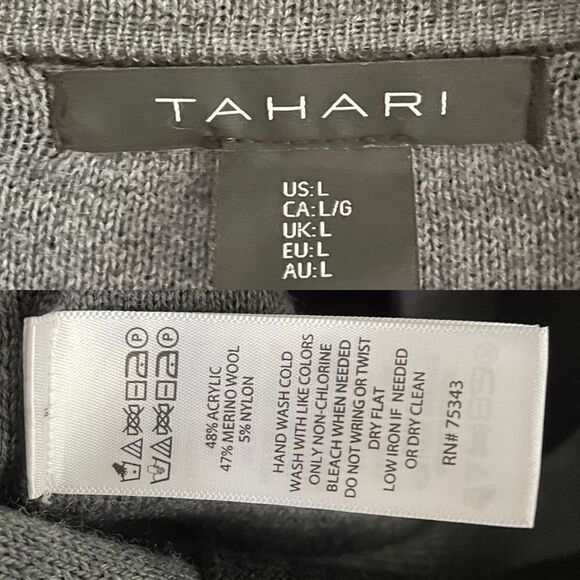 TAHARI
US:L
CA:L/G
UK:L
EU:L
AU:L
48% ACRYLIC
47% MERINO WOOL
5% NYLON
HAND WASH COLD
WASH WITH LIKE COLORS
ONLY NON-CHLORINE
BLEACH WHEN NEEDED
DO NOT WRING OR TWIST
DRY FLAT
LOW IRON IF NEEDED
OR DRY CLEAN
RN# 75343
P
P